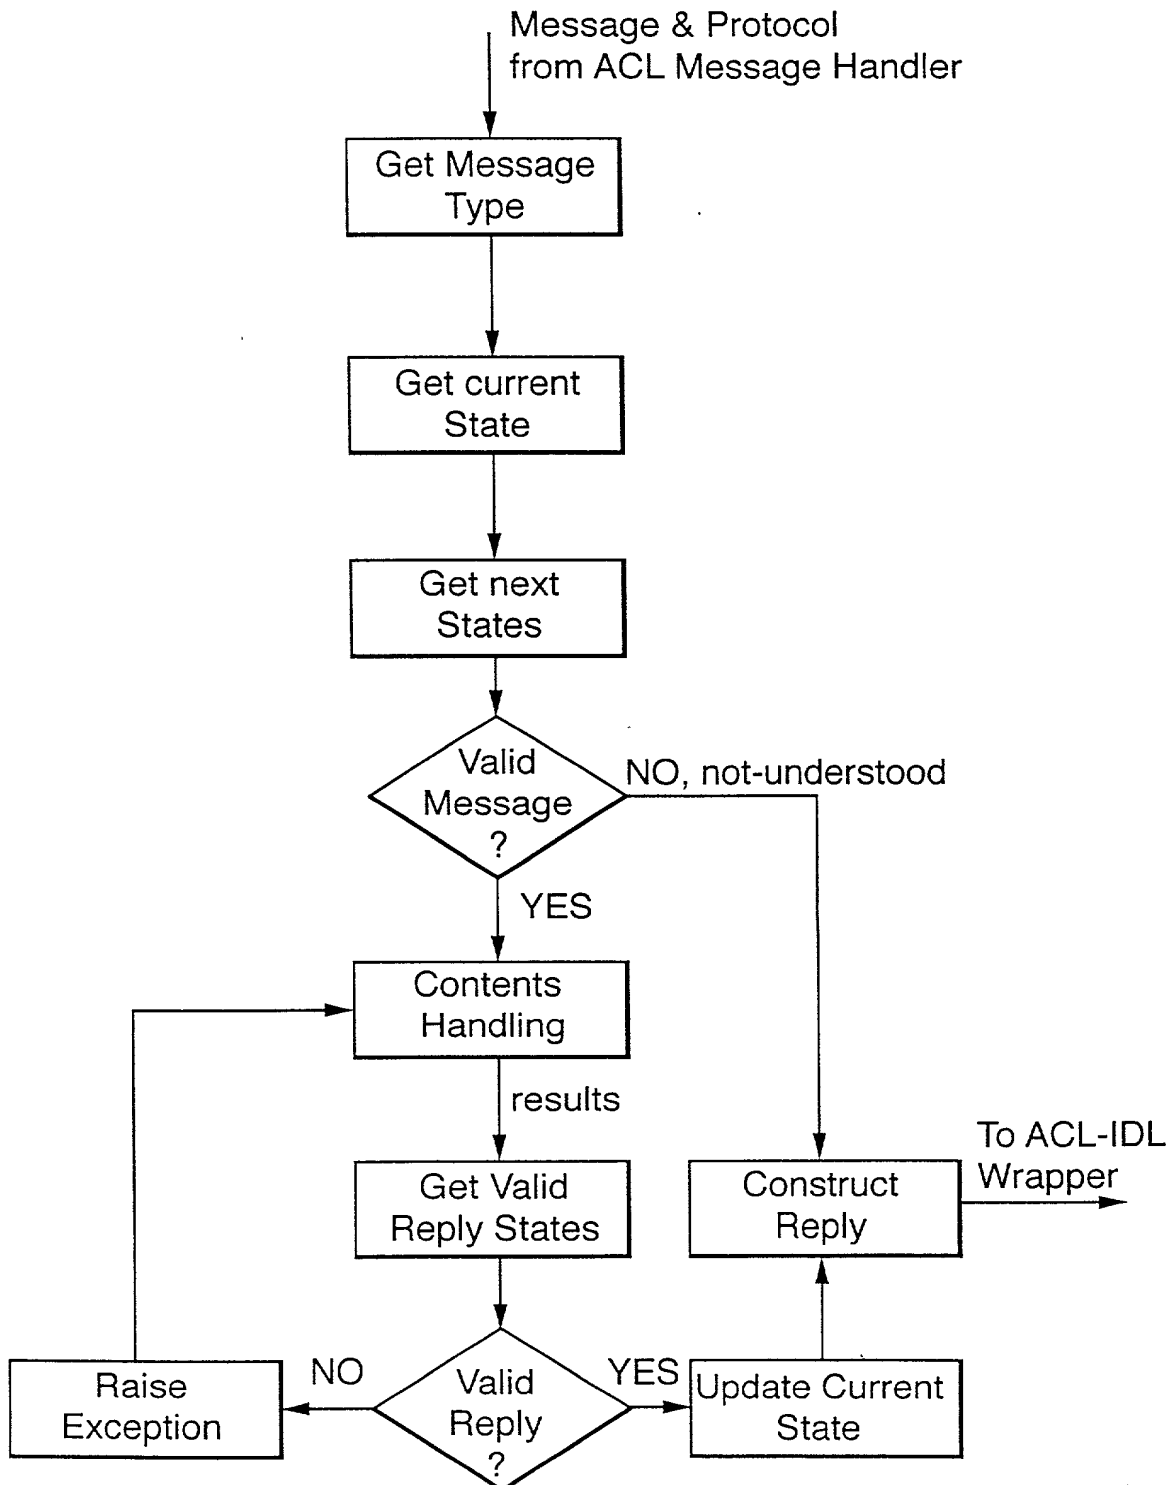 Message & Protocol
from ACL Message Handler
Get Message
Type
Get current
State
Get next
States
Valid
Message
?
NO, not-understood
YES
Contents
Handling
results
Get Valid
Reply States
Construct
Reply
To ACL-IDL
Wrapper
Raise
Exception
NO
Valid
Reply
?
YES
Update Current
State